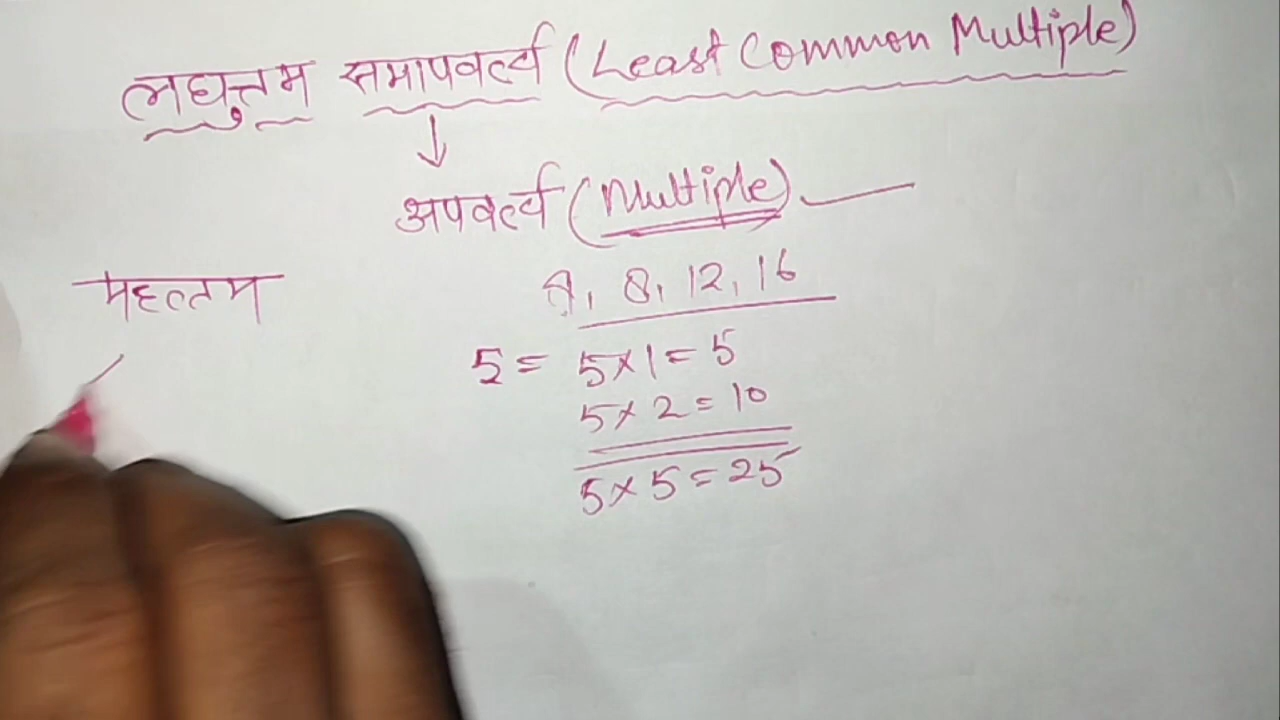 लघुत्तम समापवर्त्य (Least Common Multiple)
अपवर्त्य (Multiple)
महत्तम
8, 12, 16
5 = 5×1 = 5
5×2 = 10
5×5 = 25